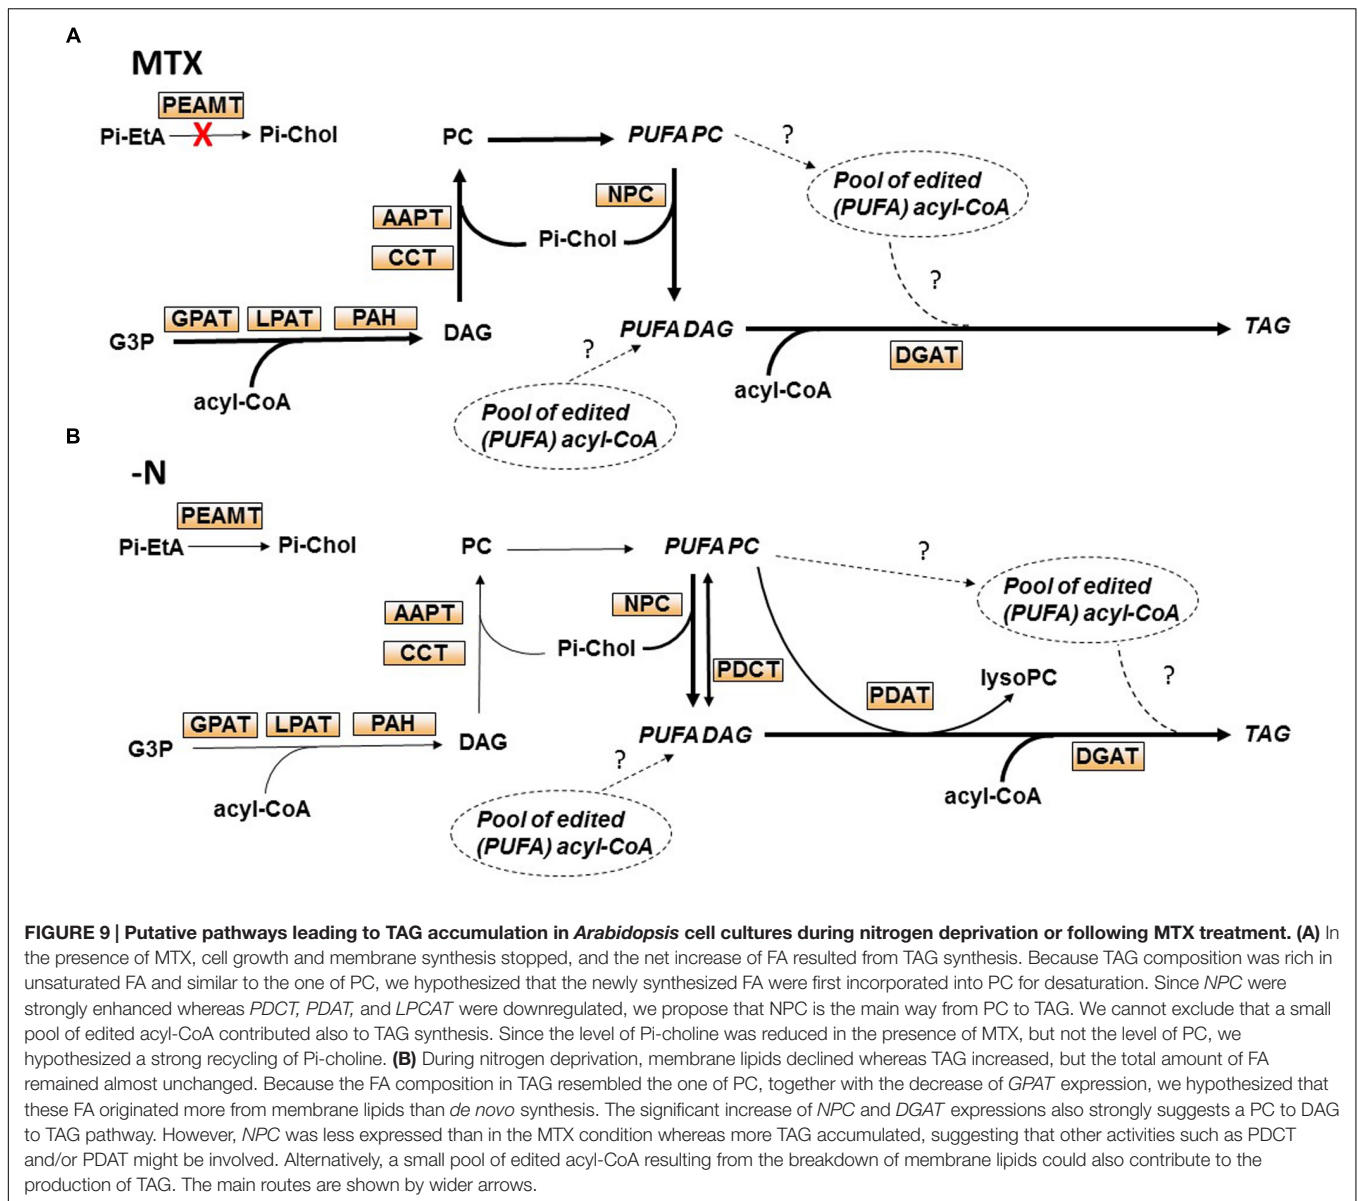 A
MTX
PEAMT
Pi-EtA X Pi-Chol
PC PUFA PC ?
Pool of edited
(PUFA) acyl-CoA
NPC
AAPT
Pi-Chol
CCT
?
GPAT LPAT PAH
G3P DAG PUFA DAG TAG
?
DGAT
acyl-CoA acyl-CoA
Pool of edited
(PUFA) acyl-CoA
B
-N
PEAMT
Pi-EtA Pi-Chol PC PUFA PC ?
Pool of edited
(PUFA) acyl-CoA
AAPT NPC
CCT Pi-Chol
PDCT
lysoPC ?
PDAT
GPAT LPAT PAH
G3P DAG PUFA DAG TAG
?
DGAT
acyl-CoA acyl-CoA
Pool of edited
(PUFA) acyl-CoA
FIGURE 9 | Putative pathways leading to TAG accumulation in Arabidopsis cell cultures during nitrogen deprivation or following MTX treatment. (A) In
the presence of MTX, cell growth and membrane synthesis stopped, and the net increase of FA resulted from TAG synthesis. Because TAG composition was rich in
unsaturated FA and similar to the one of PC, we hypothesized that the newly synthesized FA were first incorporated into PC for desaturation. Since NPC were
strongly enhanced whereas PDCT, PDAT, and LPCAT were downregulated, we propose that NPC is the main way from PC to TAG. We cannot exclude that a small
pool of edited acyl-CoA contributed also to TAG synthesis. Since the level of Pi-choline was reduced in the presence of MTX, but not the level of PC, we
hypothesized a strong recycling of Pi-choline. (B) During nitrogen deprivation, membrane lipids declined whereas TAG increased, but the total amount of FA
remained almost unchanged. Because the FA composition in TAG resembled the one of PC, together with the decrease of GPAT expression, we hypothesized that
these FA originated more from membrane lipids than de novo synthesis. The significant increase of NPC and DGAT expressions also strongly suggests a PC to DAG
to TAG pathway. However, NPC was less expressed than in the MTX condition whereas more TAG accumulated, suggesting that other activities such as PDCT
and/or PDAT might be involved. Alternatively, a small pool of edited acyl-CoA resulting from the breakdown of membrane lipids could also contribute to the
production of TAG. The main routes are shown by wider arrows.